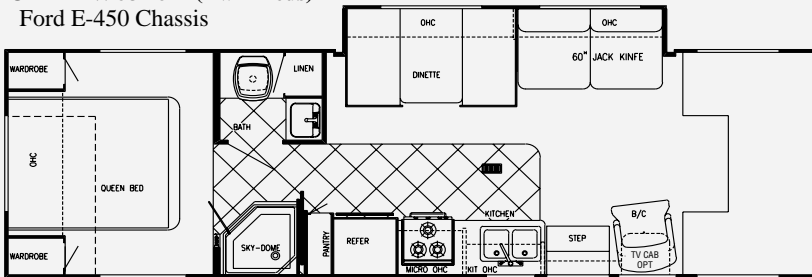 Ford E-450 Chassis
WARDROBE
OHC
QUEEN BED
WARDROBE
LINEN
BATH
SKY-DOME
PANTRY
REFER
OHC
DINETTE
OHC
60" JACK KINFE
KITCHEN
MICRO OHC
KIT OHC
STEP
B/C
TV CAB
OPT